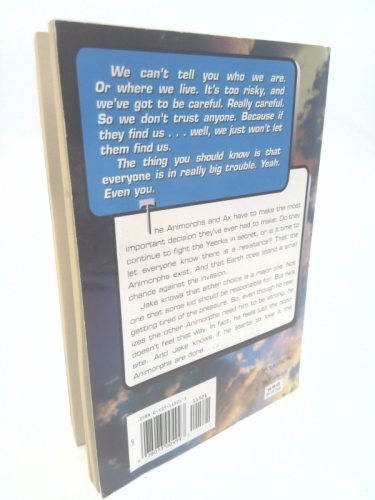 We can't tell you who we are.
Or where we live. It's too risky, and
we've got to be careful. Really careful.
So we don't trust anyone. Because if
they find us . . . well, we just won't let
them find us.
The thing you should know is that
everyone is in really big trouble. Yeah.
Even you.
The Animorphs and Ax have to make the most
important decision they've ever had to make: Do they
continue to fight the Yeerks in secret, or is it time to
let everyone know there is a resistance? That the
Animorphs exist. And that Earth does stand a small
chance against the invasion.
Jake knows that either choice is a major one. Not
one that some kid should be responsible for. But he's
getting tired of the pressure. So, even though he real-
izes the other Animorphs need him to be strong, he
doesn't feel that way. In fact, he feels just the oppo-
site. And Jake knows if he starts to lose it the
Animorphs are done. . . .